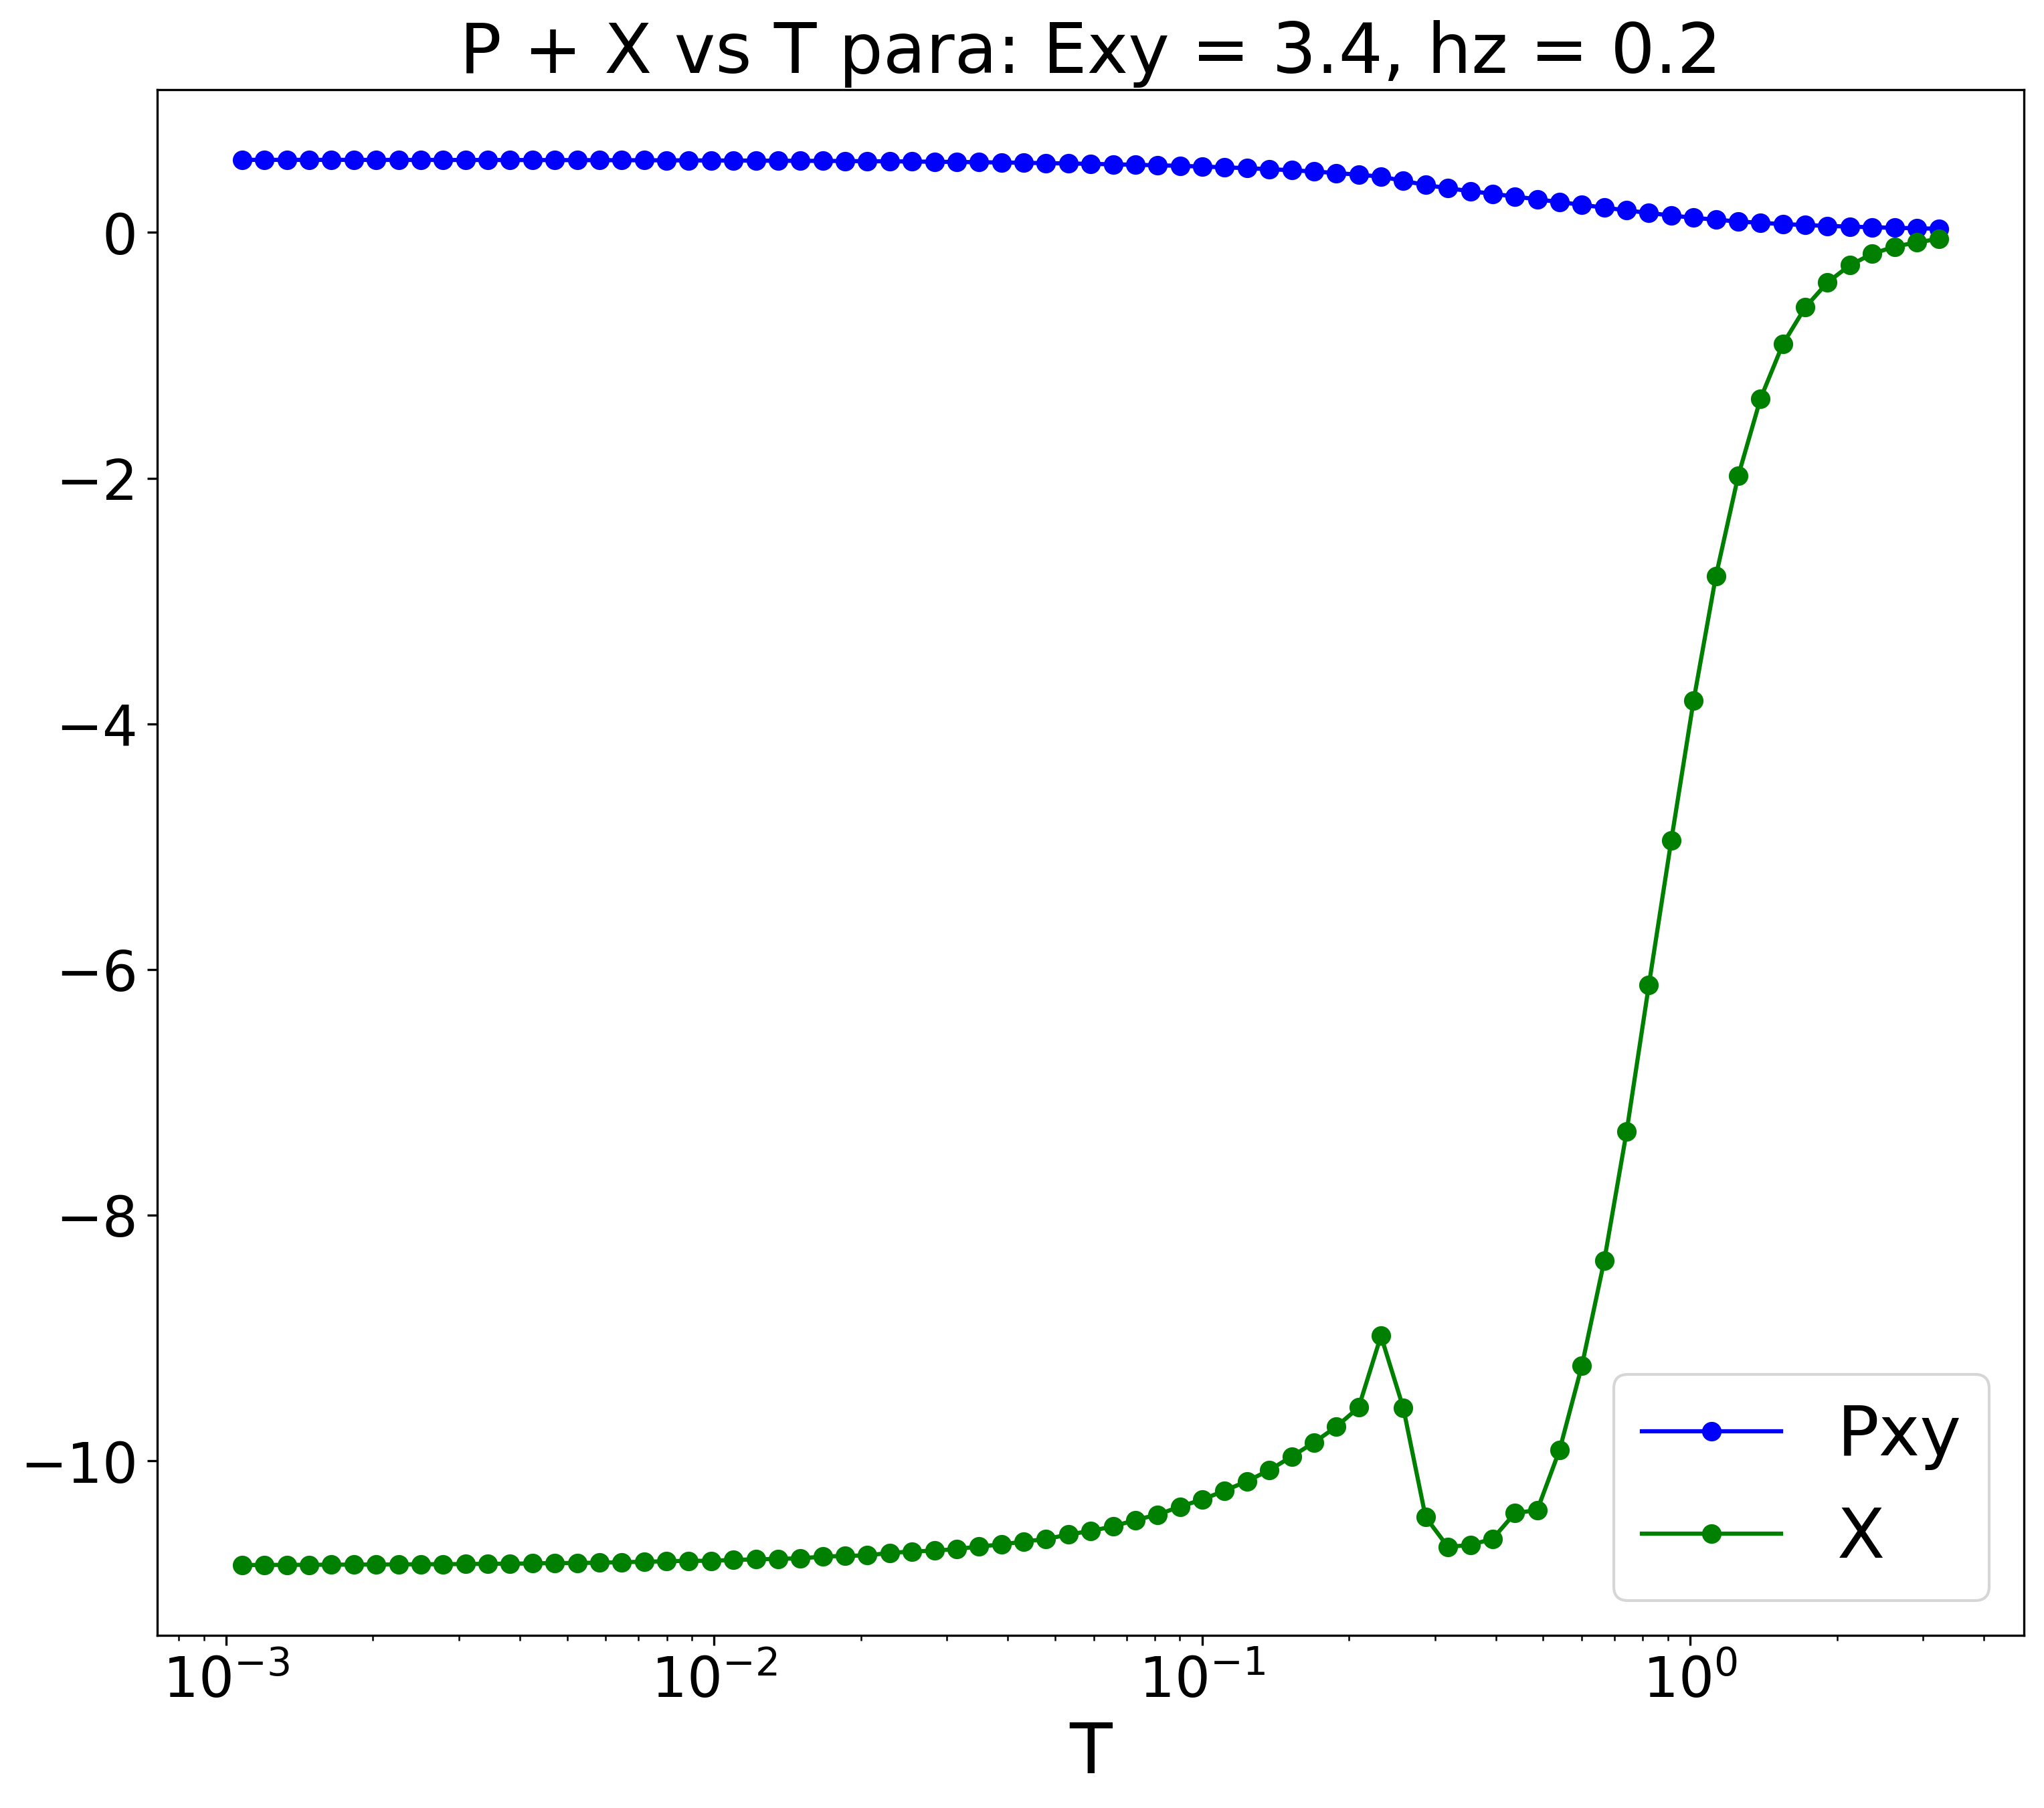 P + X vs T para: Exy = 3.4, hz = 0.2
0
−2
−4
−6
−8
−10
Pxy
X
10⁻³ 10⁻² 10⁻¹ 10⁰
T